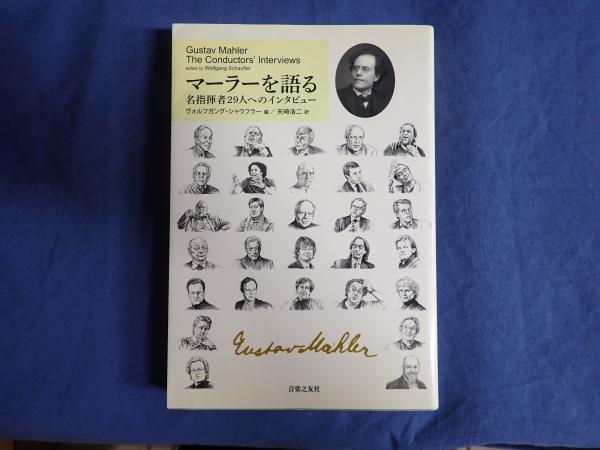 Gustav Mahler
The Conductors' Interviews
edited by Wolfgang Schaufler
マーラーを語る
名指揮者29人へのインタビュー
ヴォルフガング・シャウフラー 編／天崎浩二 訳
Gustav Mahler
音楽之友社